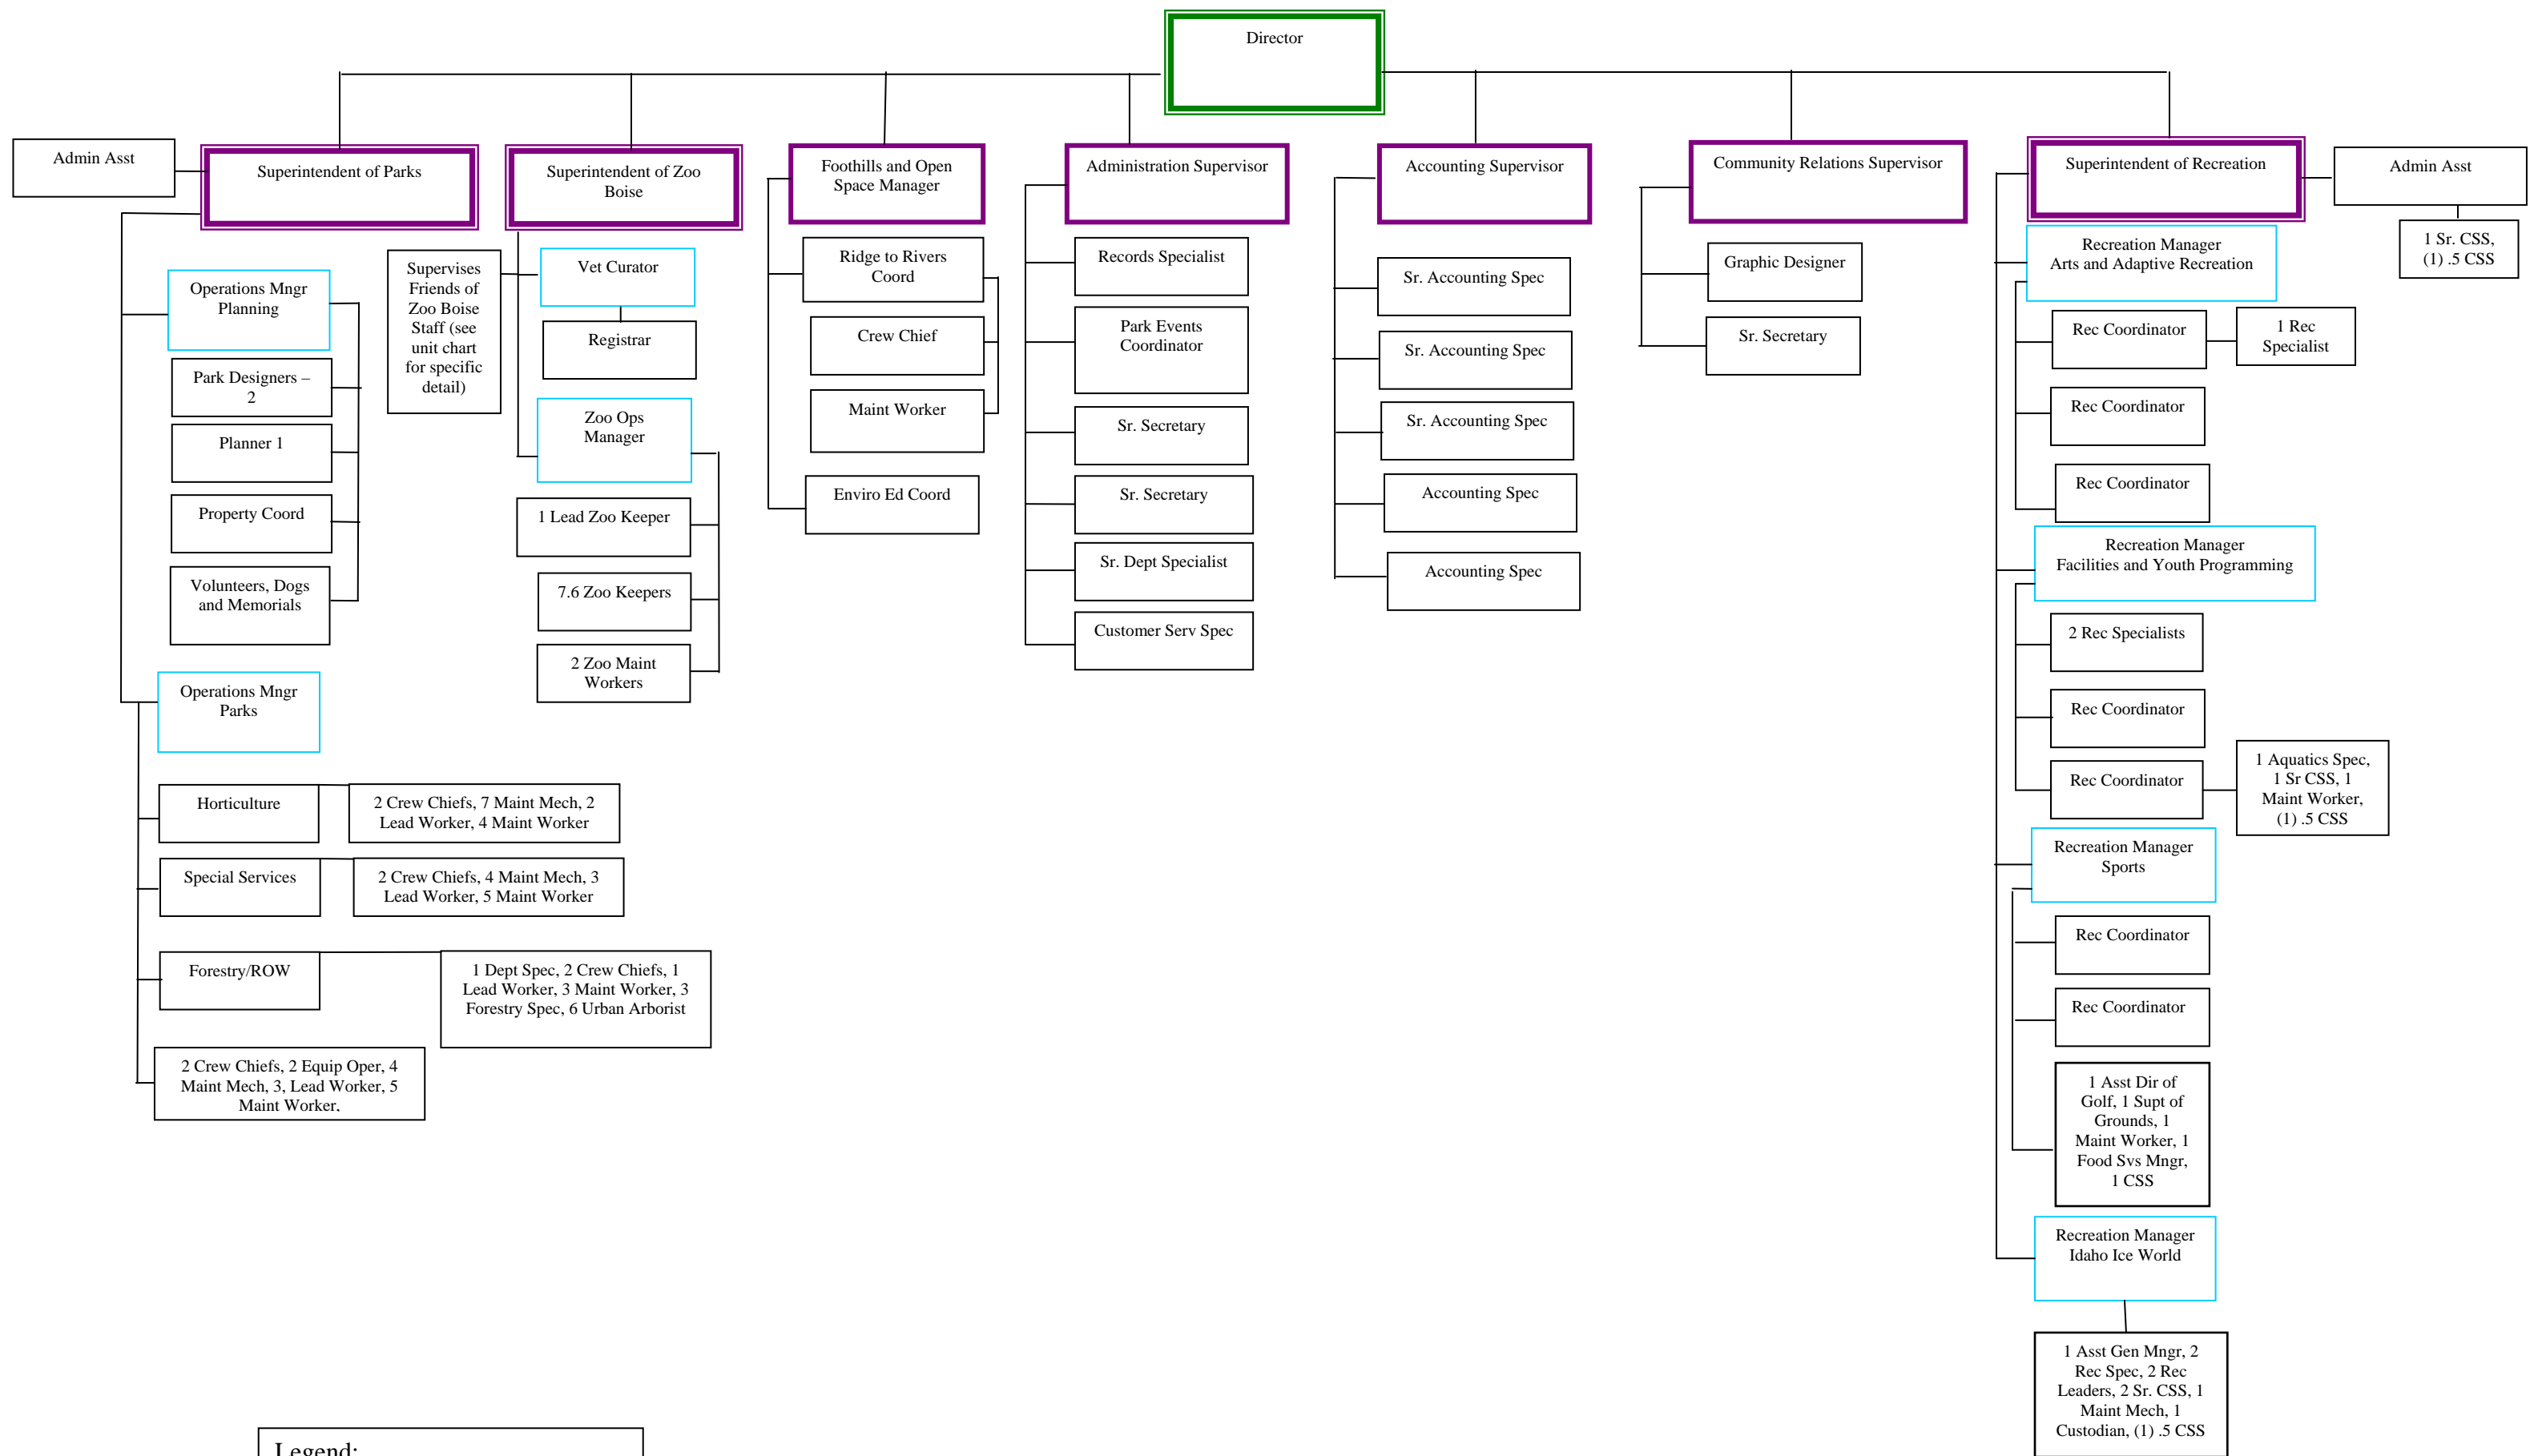 Director
Admin Asst
Superintendent of Parks
Operations Mngr
Planning
Park Designers –
2
Planner 1
Property Coord
Volunteers, Dogs
and Memorials
Operations Mngr
Parks
Horticulture
2 Crew Chiefs, 7 Maint Mech, 2
Lead Worker, 4 Maint Worker
Special Services
2 Crew Chiefs, 4 Maint Mech, 3
Lead Worker, 5 Maint Worker
Forestry/ROW
1 Dept Spec, 2 Crew Chiefs, 1
Lead Worker, 3 Maint Worker, 3
Forestry Spec, 6 Urban Arborist
2 Crew Chiefs, 2 Equip Oper, 4
Maint Mech, 3, Lead Worker, 5
Maint Worker,
Superintendent of Zoo
Boise
Supervises
Friends of
Zoo Boise
Staff (see
unit chart
for specific
detail)
Vet Curator
Registrar
Zoo Ops
Manager
1 Lead Zoo Keeper
7.6 Zoo Keepers
2 Zoo Maint
Workers
Foothills and Open
Space Manager
Ridge to Rivers
Coord
Crew Chief
Maint Worker
Enviro Ed Coord
Administration Supervisor
Records Specialist
Park Events
Coordinator
Sr. Secretary
Sr. Secretary
Sr. Dept Specialist
Customer Serv Spec
Accounting Supervisor
Sr. Accounting Spec
Sr. Accounting Spec
Sr. Accounting Spec
Accounting Spec
Accounting Spec
Community Relations Supervisor
Graphic Designer
Sr. Secretary
Superintendent of Recreation
Admin Asst
1 Sr. CSS,
(1) .5 CSS
Recreation Manager
Arts and Adaptive Recreation
Rec Coordinator
1 Rec
Specialist
Rec Coordinator
Rec Coordinator
Recreation Manager
Facilities and Youth Programming
2 Rec Specialists
Rec Coordinator
Rec Coordinator
1 Aquatics Spec,
1 Sr CSS, 1
Maint Worker,
(1) .5 CSS
Recreation Manager
Sports
Rec Coordinator
Rec Coordinator
1 Asst Dir of
Golf, 1 Supt of
Grounds, 1
Maint Worker, 1
Food Svs Mngr,
1 CSS
Recreation Manager
Idaho Ice World
1 Asst Gen Mngr, 2
Rec Spec, 2 Rec
Leaders, 2 Sr. CSS, 1
Maint Mech, 1
Custodian, (1) .5 CSS
Legend: